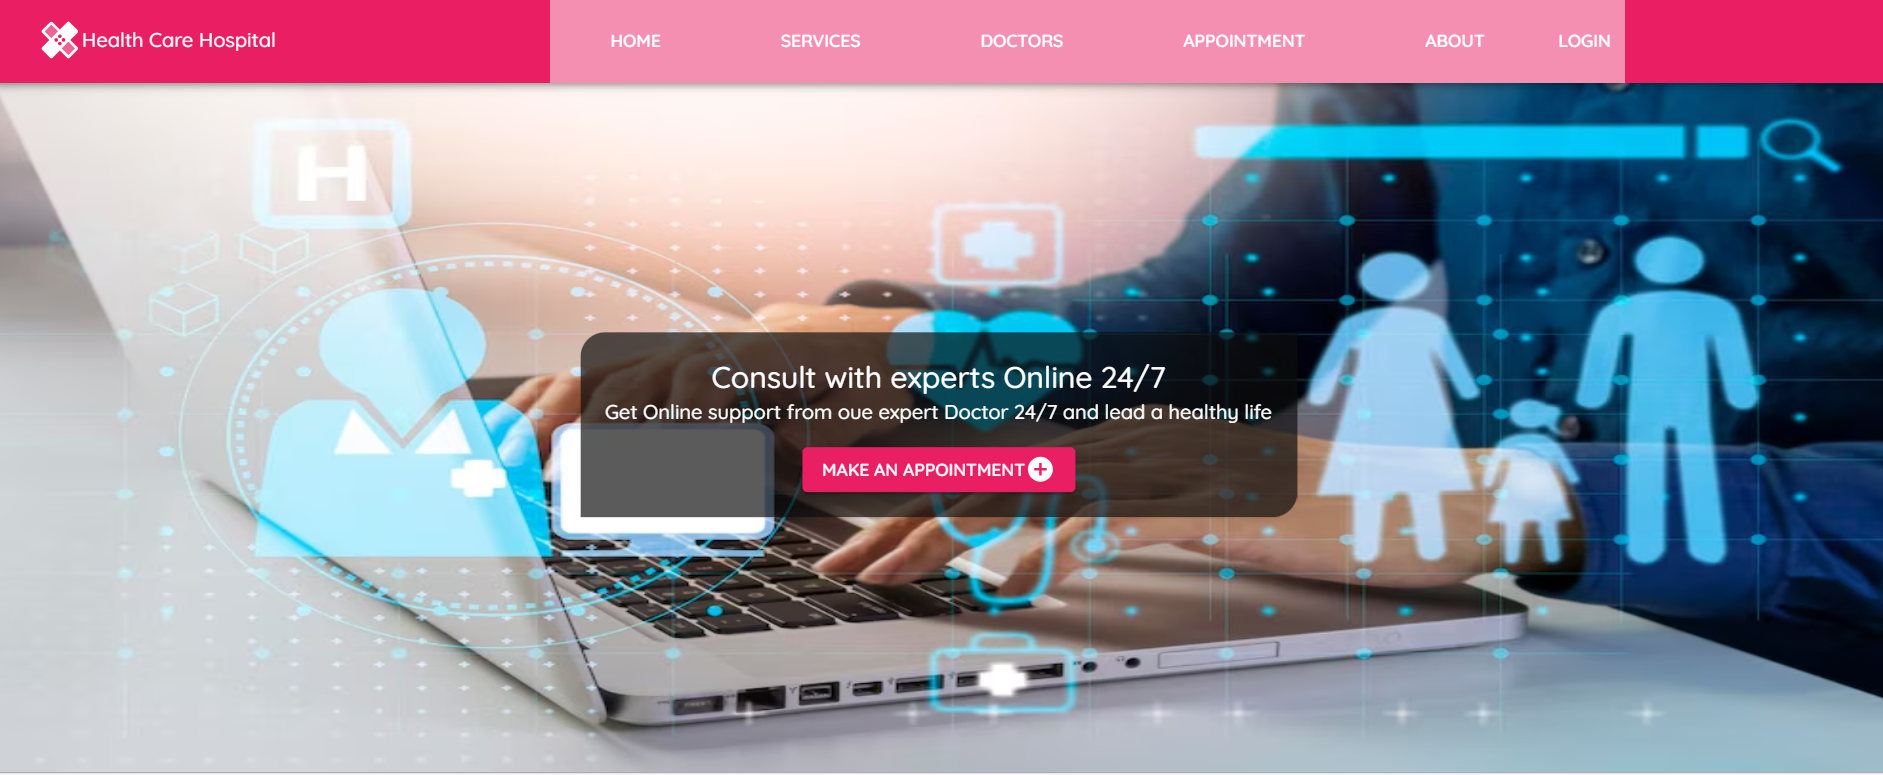 Health Care Hospital
HOME SERVICES DOCTORS APPOINTMENT ABOUT LOGIN
H
Consult with experts Online 24/7
Get Online support from oue expert Doctor 24/7 and lead a healthy life
MAKE AN APPOINTMENT